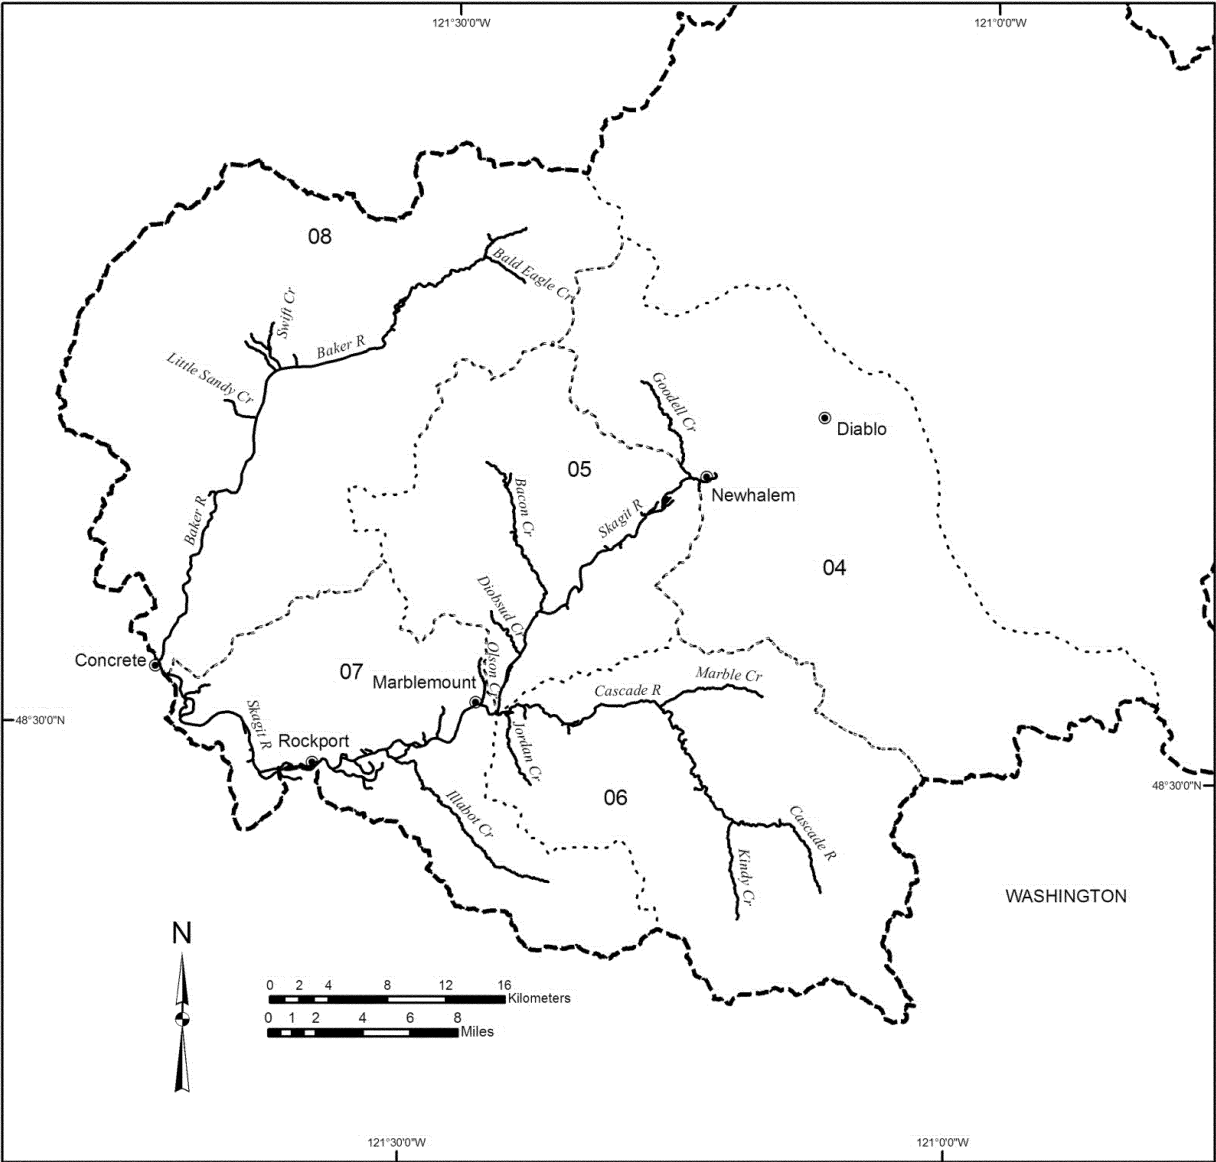 121°30'0"W
121°0'0"W
08
Bald Eagle Cr
Swift Cr
Baker R
Little Sandy Cr
Goodell Cr
Diablo
05
Bacon Cr
Newhalem
Skagit R
Baker R
04
Diobsud Cr
Concrete
07
Olson Cr
Marblemount
Marble Cr
Cascade R
48°30'0"N
Skagit R
Rockport
Jordan Cr
48°30'0"N
06
Illabot Cr
Cascade R
Kindy Cr
WASHINGTON
N
0 2 4 8 12 16
Kilometers
0 1 2 4 6 8
Miles
121°30'0"W
121°0'0"W